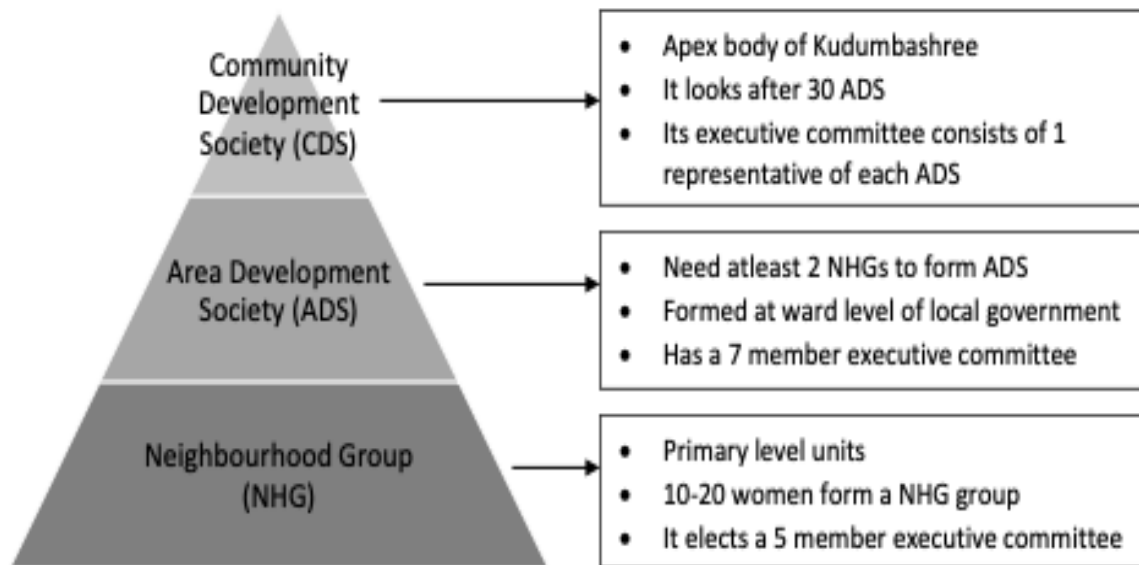 Community
Development
Society (CDS)
• Apex body of Kudumbashree
• It looks after 30 ADS
• Its executive committee consists of 1
representative of each ADS
Area Development
Society (ADS)
• Need atleast 2 NHGs to form ADS
• Formed at ward level of local government
• Has a 7 member executive committee
Neighbourhood Group
(NHG)
• Primary level units
• 10-20 women form a NHG group
• It elects a 5 member executive committee